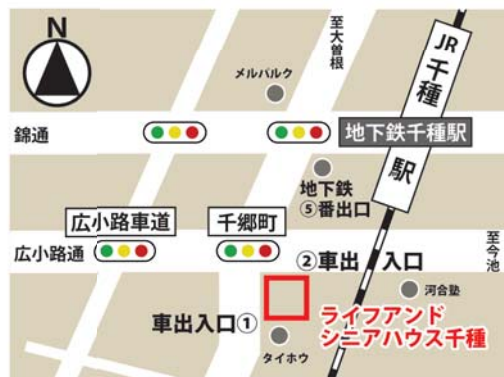 N
至大曽根
JR千種駅
メルパルク
錦通
地下鉄千種駅
地下鉄
⑤番出口
広小路車道
千郷町
至今池
広小路通
②車出入口
河合塾
車出入口①
ライフアンド
シニアハウス千種
タイホウ